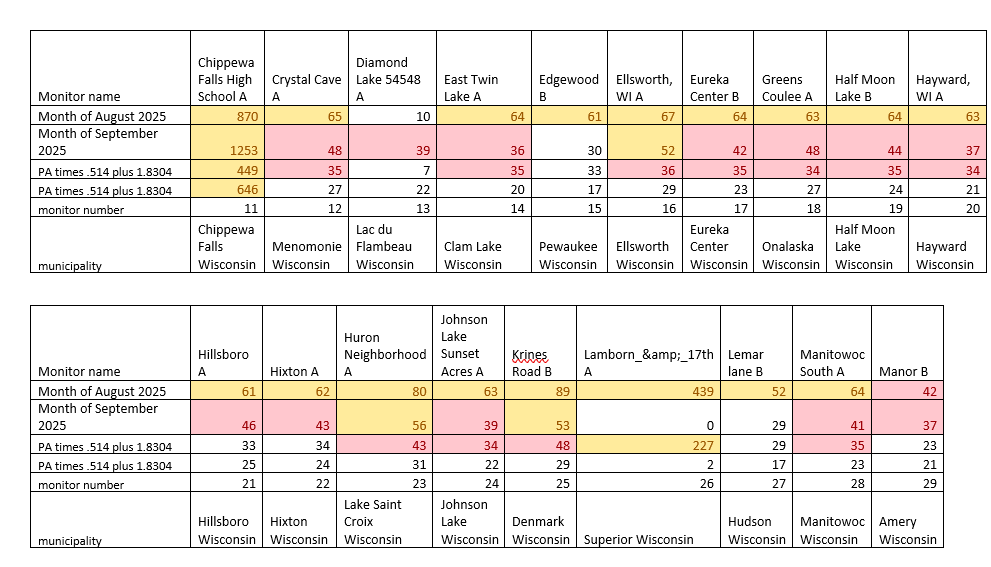 Monitor name Chippewa Falls High School A Crystal Cave A Diamond Lake 54548 A East Twin Lake A Edgewood B Ellsworth, WI A Eureka Center B Greens Coulee A Half Moon Lake B Hayward, WI A
Month of August 2025 870 65 10 64 61 67 64 63 64 63
Month of September 2025 1253 48 39 36 30 52 42 48 44 37
PA times .514 plus 1.8304 449 35 7 35 33 36 35 34 35 34
PA times .514 plus 1.8304 646 27 22 20 17 29 23 27 24 21
monitor number 11 12 13 14 15 16 17 18 19 20
municipality Chippewa Falls Wisconsin Menomonie Wisconsin Lac du Flambeau Wisconsin Clam Lake Wisconsin Pewaukee Wisconsin Ellsworth Wisconsin Eureka Center Wisconsin Onalaska Wisconsin Half Moon Lake Wisconsin Hayward Wisconsin
Monitor name Hillsboro A Hixton A Huron Neighborhood A Johnson Lake Sunset Acres A Krines Road B Lamborn_&amp;_17th A Lemar lane B Manitowoc South A Manor B
Month of August 2025 61 62 80 63 89 439 52 64 42
Month of September 2025 46 43 56 39 53 0 29 41 37
PA times .514 plus 1.8304 33 34 43 34 48 227 29 35 23
PA times .514 plus 1.8304 25 24 31 22 29 2 17 23 21
monitor number 21 22 23 24 25 26 27 28 29
municipality Hillsboro Wisconsin Hixton Wisconsin Lake Saint Croix Wisconsin Johnson Lake Wisconsin Denmark Wisconsin Superior Wisconsin Hudson Wisconsin Manitowoc Wisconsin Amery Wisconsin